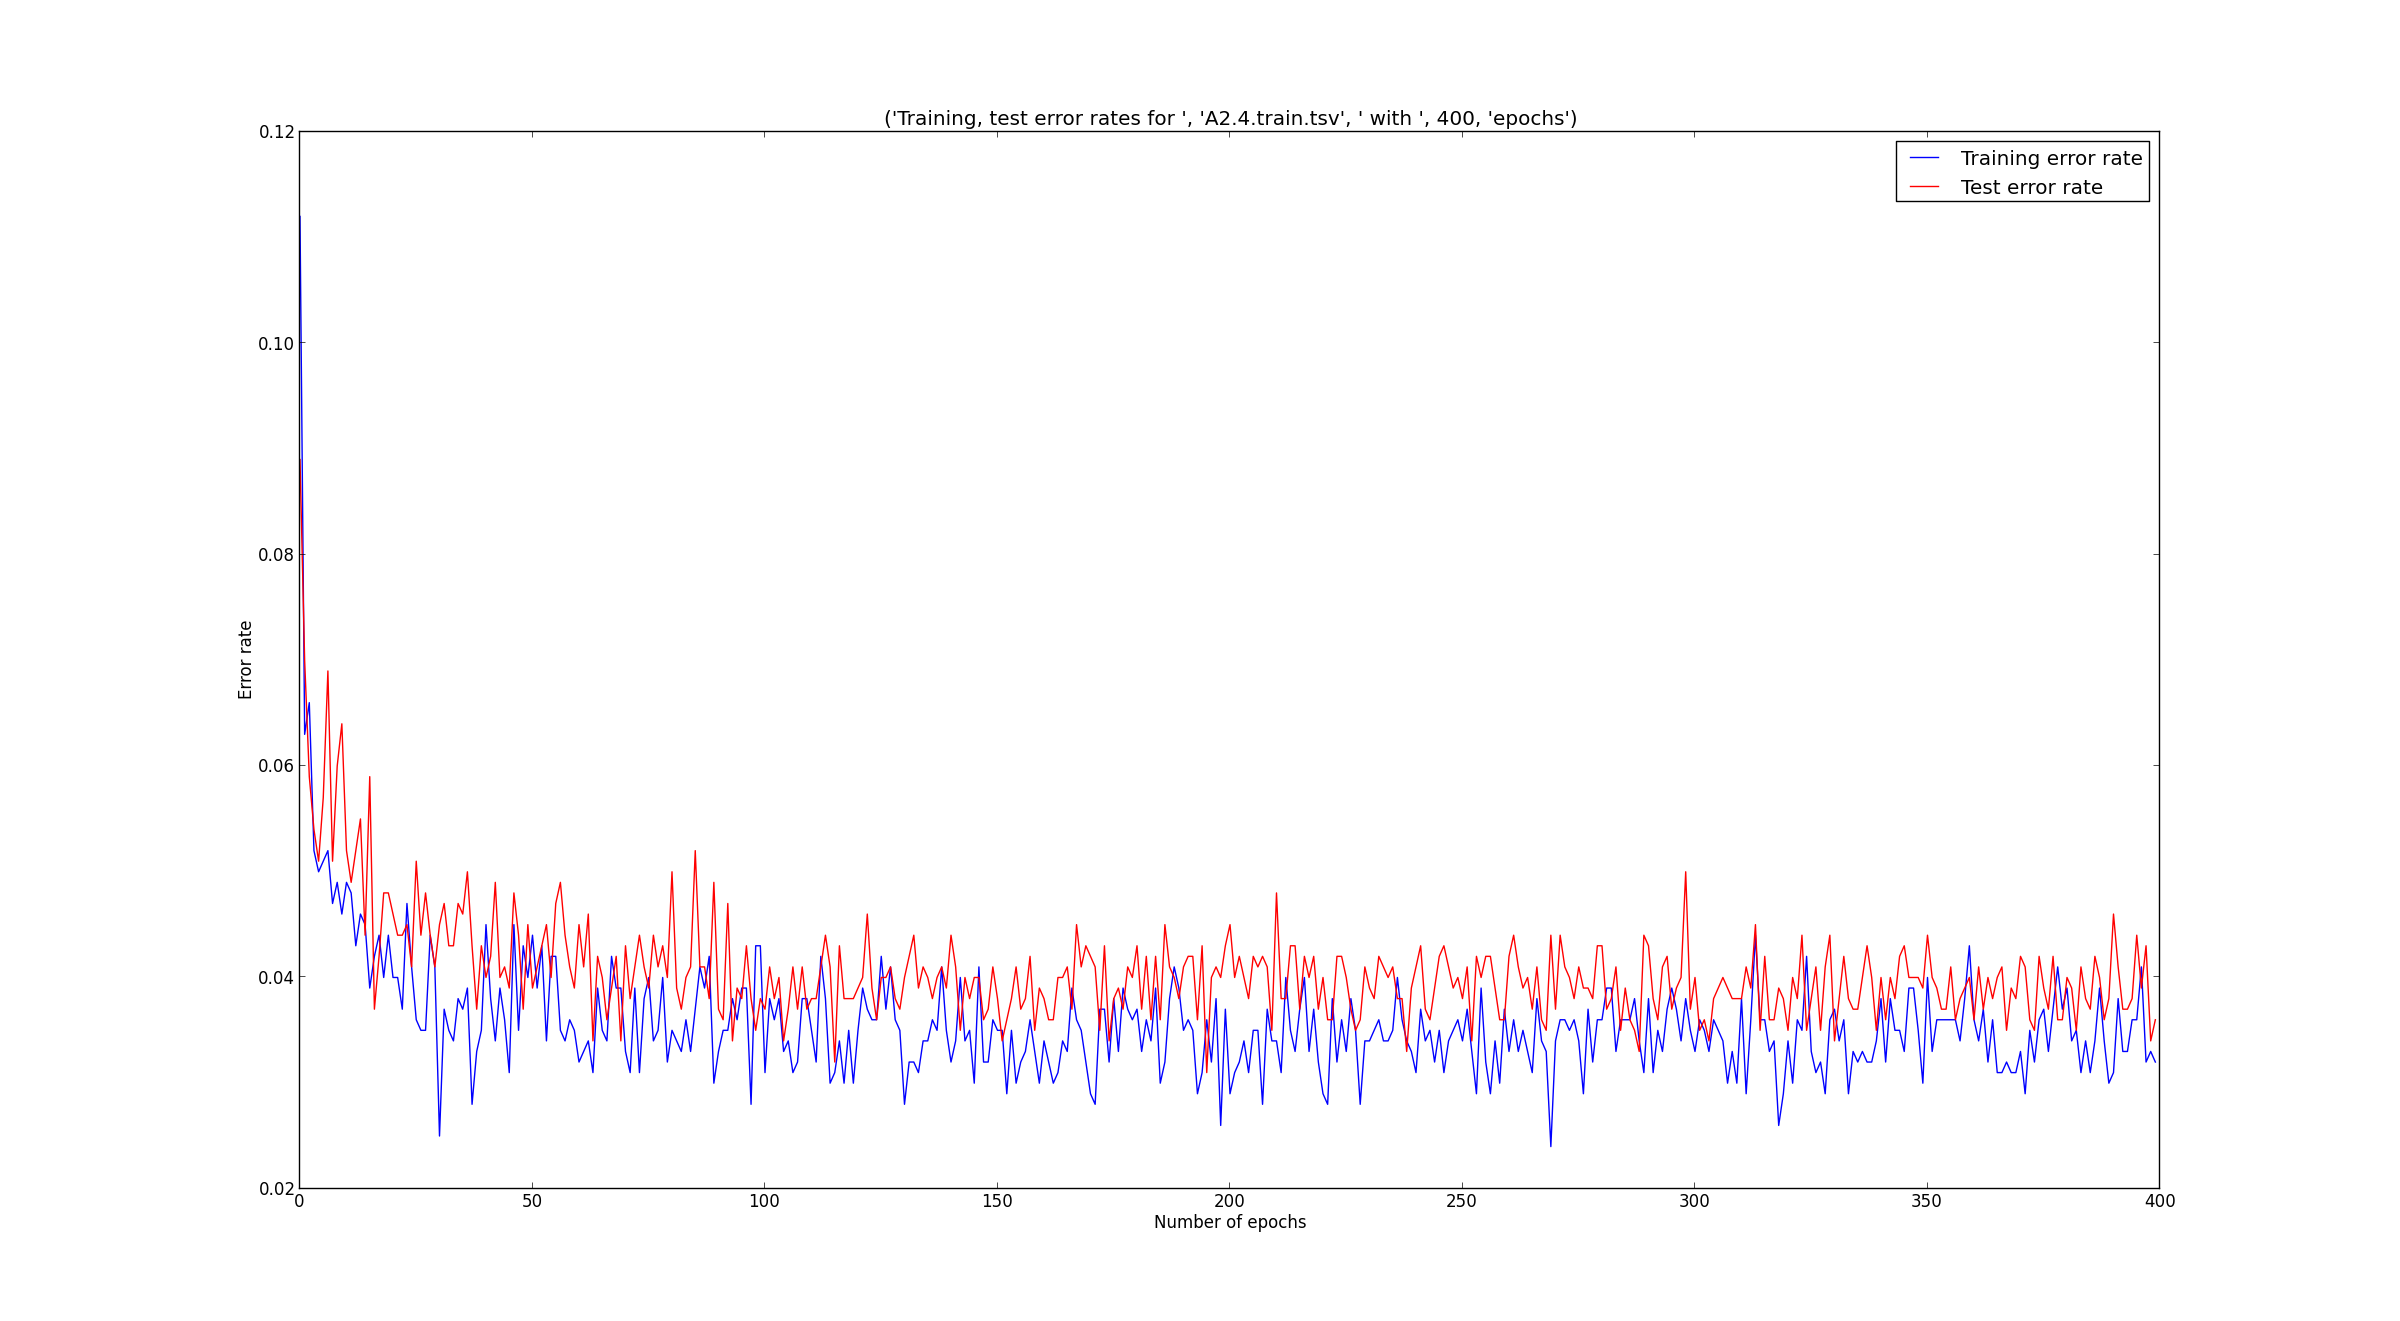 ('Training, test error rates for ', 'A2.4.train.tsv', ' with ', 400, 'epochs')
Training error rate
Test error rate
0.12
0.10
0.08
0.06
0.04
0.02
Error rate
0 50 100 150 200 250 300 350 400
Number of epochs